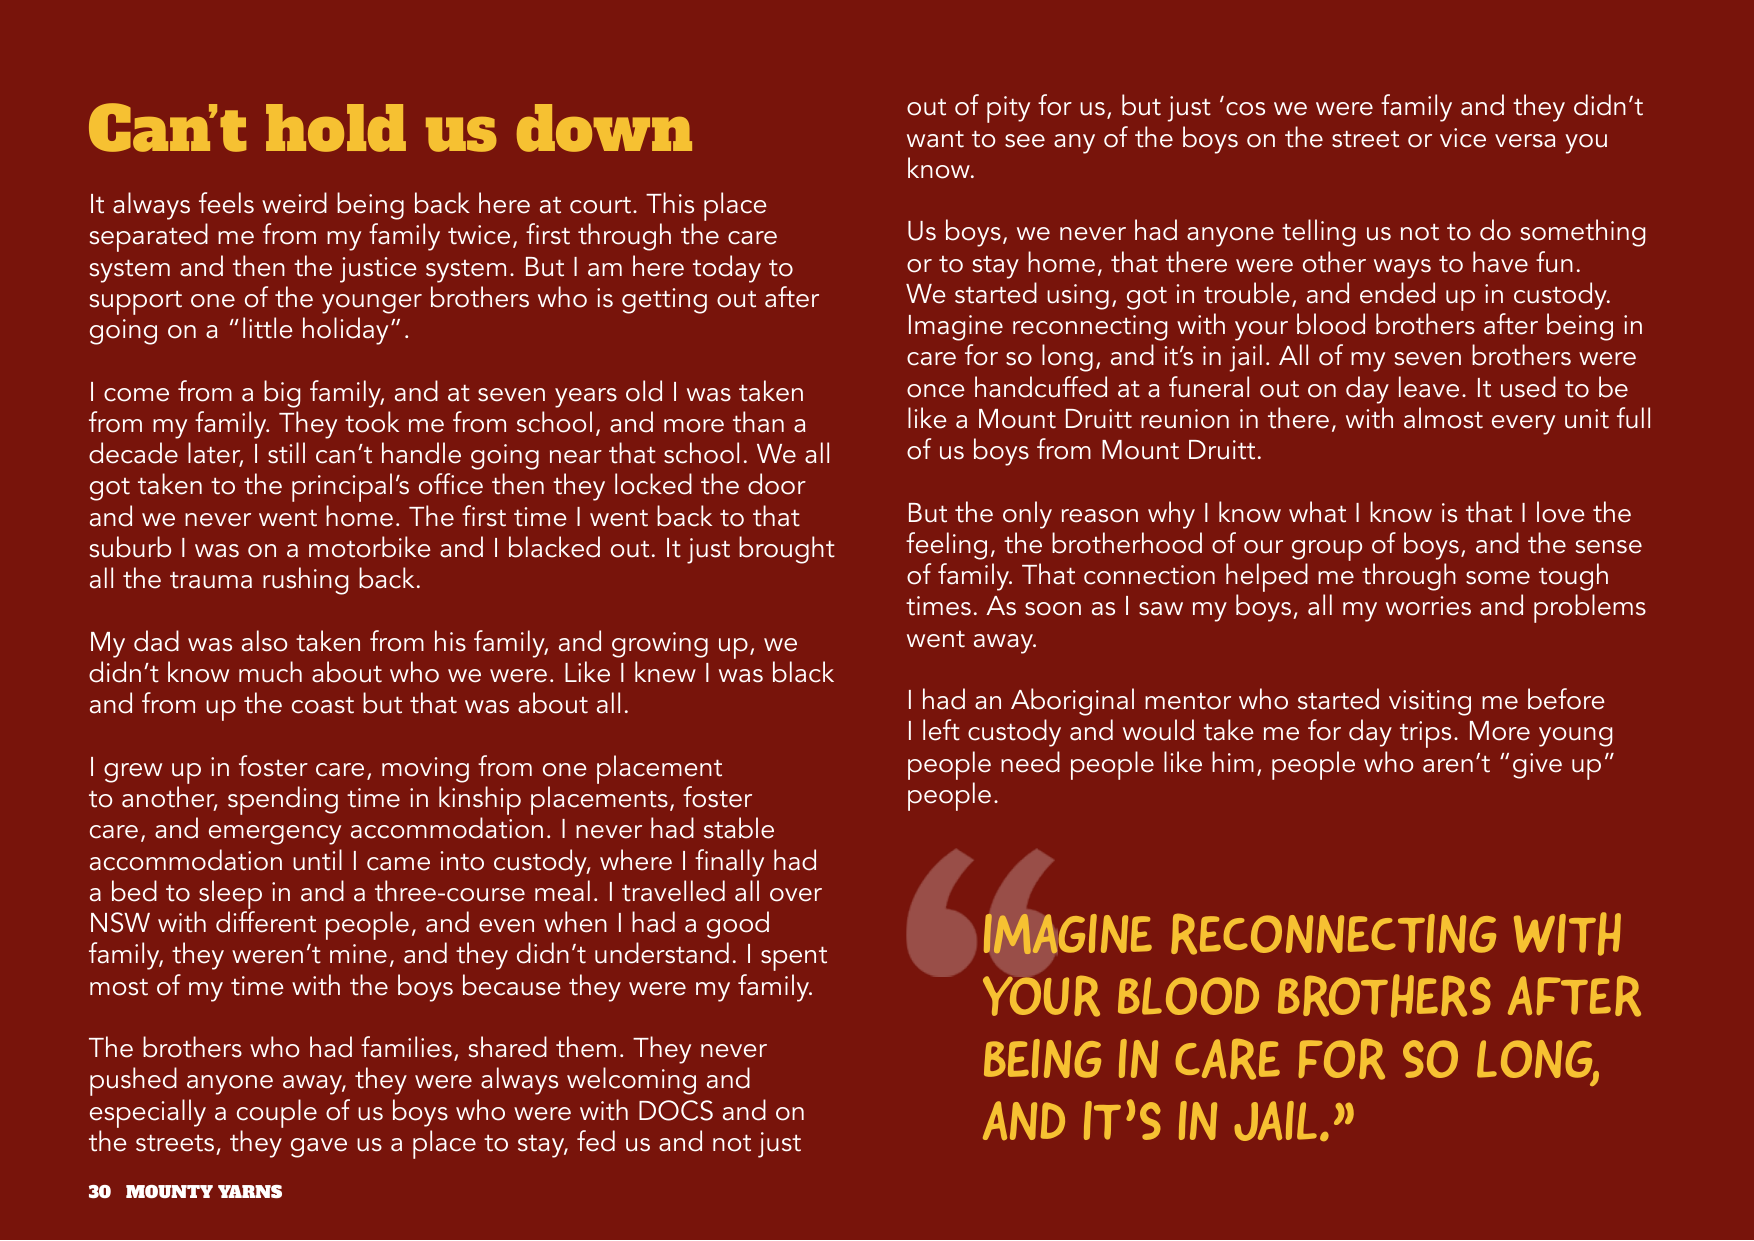 Can’t hold us down
It always feels weird being back here at court. This place
separated me from my family twice, first through the care
system and then the justice system. But I am here today to
support one of the younger brothers who is getting out after
going on a “little holiday”.
I come from a big family, and at seven years old I was taken
from my family. They took me from school, and more than a
decade later, I still can’t handle going near that school. We all
got taken to the principal’s office then they locked the door
and we never went home. The first time I went back to that
suburb I was on a motorbike and I blacked out. It just brought
all the trauma rushing back.
My dad was also taken from his family, and growing up, we
didn’t know much about who we were. Like I knew I was black
and from up the coast but that was about all.
I grew up in foster care, moving from one placement
to another, spending time in kinship placements, foster
care, and emergency accommodation. I never had stable
accommodation until I came into custody, where I finally had
a bed to sleep in and a three-course meal. I travelled all over
NSW with different people, and even when I had a good
family, they weren’t mine, and they didn’t understand. I spent
most of my time with the boys because they were my family.
The brothers who had families, shared them. They never
pushed anyone away, they were always welcoming and
especially a couple of us boys who were with DOCS and on
the streets, they gave us a place to stay, fed us and not just
out of pity for us, but just ‘cos we were family and they didn’t
want to see any of the boys on the street or vice versa you
know.
Us boys, we never had anyone telling us not to do something
or to stay home, that there were other ways to have fun.
We started using, got in trouble, and ended up in custody.
Imagine reconnecting with your blood brothers after being in
care for so long, and it’s in jail. All of my seven brothers were
once handcuffed at a funeral out on day leave. It used to be
like a Mount Druitt reunion in there, with almost every unit full
of us boys from Mount Druitt.
But the only reason why I know what I know is that I love the
feeling, the brotherhood of our group of boys, and the sense
of family. That connection helped me through some tough
times. As soon as I saw my boys, all my worries and problems
went away.
I had an Aboriginal mentor who started visiting me before
I left custody and would take me for day trips. More young
people need people like him, people who aren’t “give up”
people.
“IMAGINE RECONNECTING WITH
YOUR BLOOD BROTHERS AFTER
BEING IN CARE FOR SO LONG,
AND IT’S IN JAIL.”
30 MOUNTY YARNS